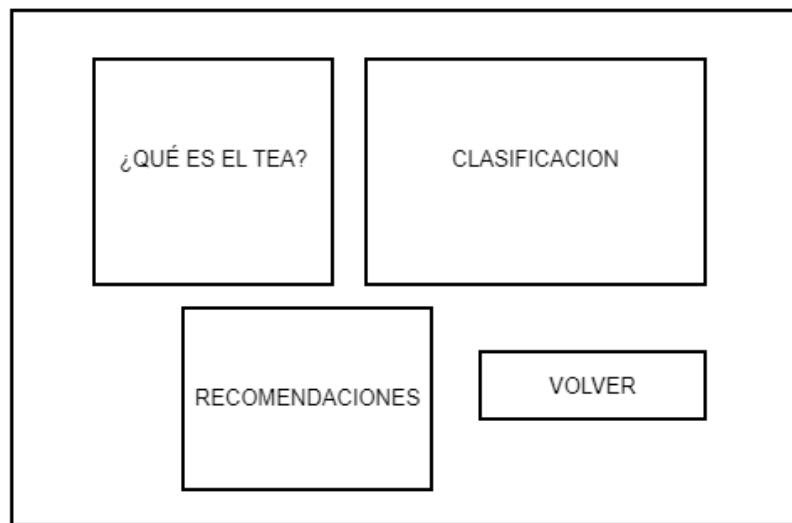 ¿QUÉ ES EL TEA?
CLASIFICACION
RECOMENDACIONES
VOLVER